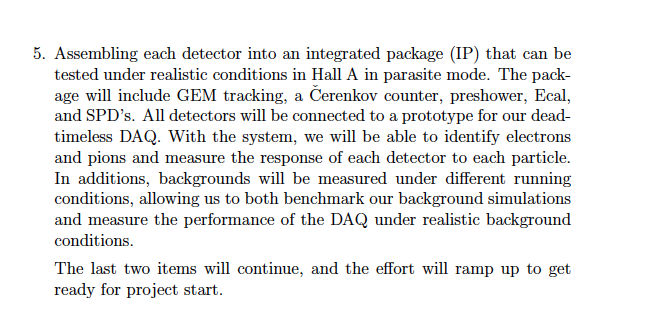 5. Assembling each detector into an integrated package (IP) that can be
tested under realistic conditions in Hall A in parasite mode. The pack-
age will include GEM tracking, a Čerenkov counter, preshower, Ecal,
and SPD's. All detectors will be connected to a prototype for our dead-
timeless DAQ. With the system, we will be able to identify electrons
and pions and measure the response of each detector to each particle.
In additions, backgrounds will be measured under different running
conditions, allowing us to both benchmark our background simulations
and measure the performance of the DAQ under realistic background
conditions.
The last two items will continue, and the effort will ramp up to get
ready for project start.